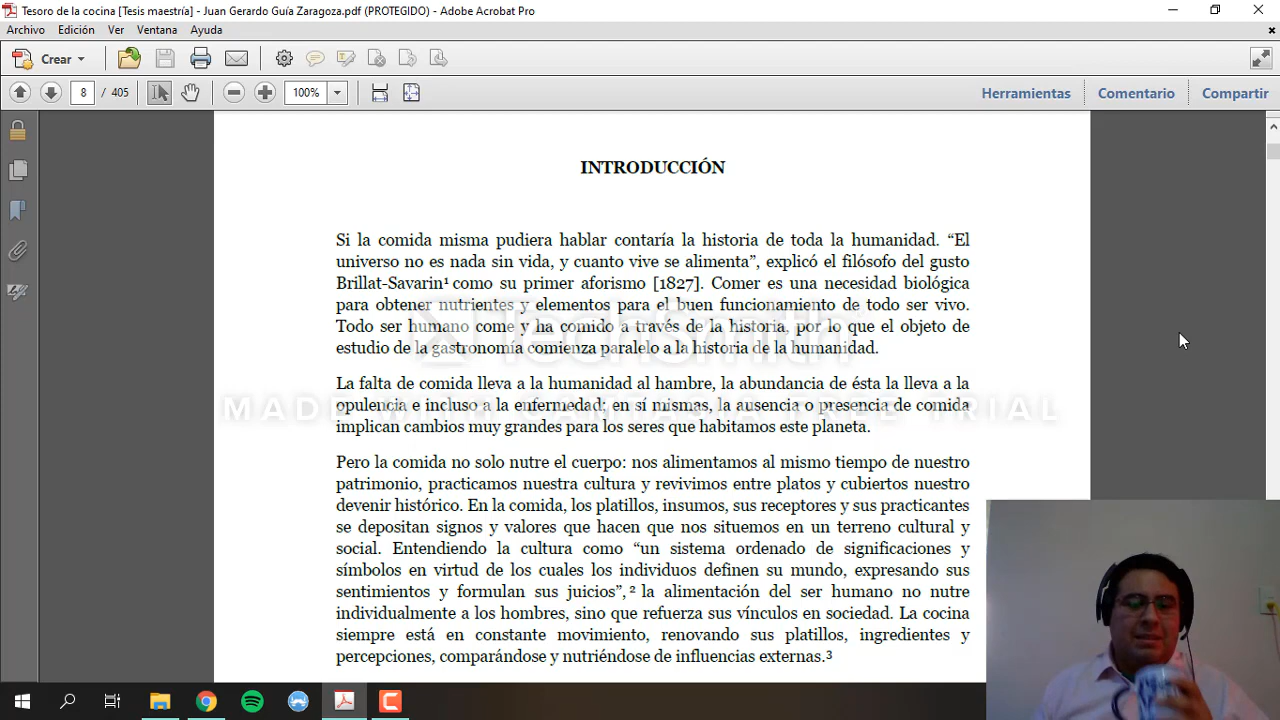 Tesoro de la cocina [Tesis maestría] - Juan Gerardo Guía Zaragoza.pdf (PROTEGIDO) - Adobe Acrobat Pro
Archivo Edición Ver Ventana Ayuda
Crear
8 / 405 100% Herramientas Comentario Compartir
INTRODUCCIÓN
Si la comida misma pudiera hablar contaría la historia de toda la humanidad. “El
universo no es nada sin vida, y cuanto vive se alimenta”, explicó el filósofo del gusto
Brillat-Savarin¹ como su primer aforismo [1827]. Comer es una necesidad biológica
para obtener nutrientes y elementos para el buen funcionamiento de todo ser vivo.
Todo ser humano come y ha comido a través de la historia, por lo que el objeto de
estudio de la gastronomía comienza paralelo a la historia de la humanidad.
TechSmith
La falta de comida lleva a la humanidad al hambre, la abundancia de ésta la lleva a la
opulencia e incluso a la enfermedad; en sí mismas, la ausencia o presencia de comida
implican cambios muy grandes para los seres que habitamos este planeta.
MADE WITH CAMTASIA FREE TRIAL
Pero la comida no solo nutre el cuerpo: nos alimentamos al mismo tiempo de nuestro
patrimonio, practicamos nuestra cultura y revivimos entre platos y cubiertos nuestro
devenir histórico. En la comida, los platillos, insumos, sus receptores y sus practicantes
se depositan signos y valores que hacen que nos situemos en un terreno cultural y
social. Entendiendo la cultura como “un sistema ordenado de significaciones y
símbolos en virtud de los cuales los individuos definen su mundo, expresando sus
sentimientos y formulan sus juicios”,² la alimentación del ser humano no nutre
individualmente a los hombres, sino que refuerza sus vínculos en sociedad. La cocina
siempre está en constante movimiento, renovando sus platillos, ingredientes y
percepciones, comparándose y nutriéndose de influencias externas.³